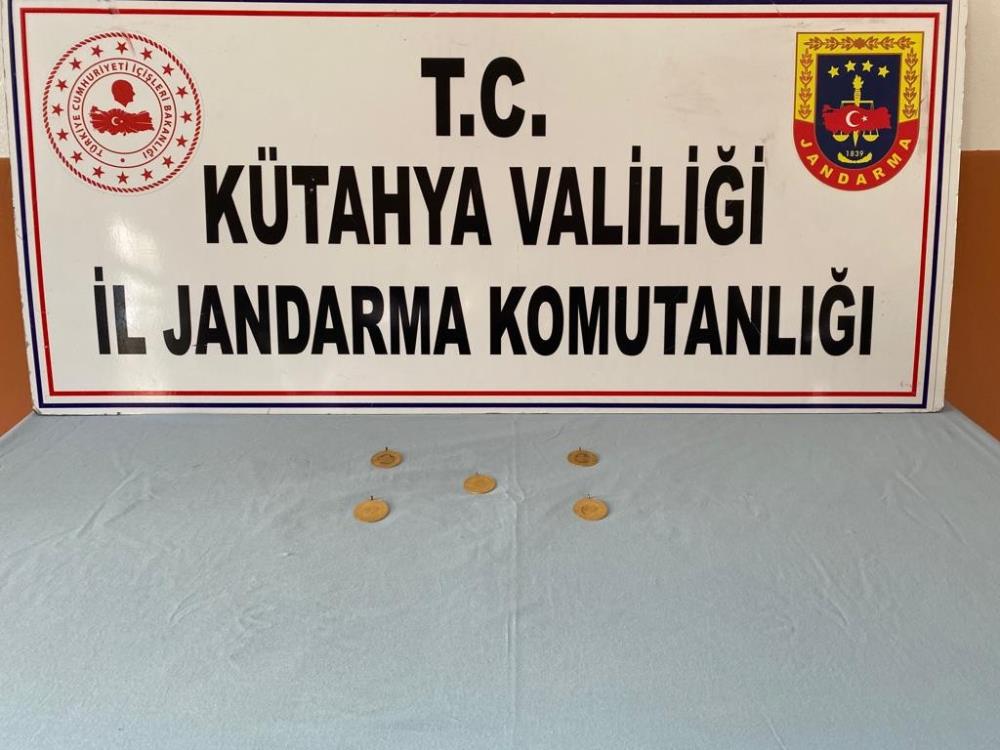 TÜRKİYE CUMHURİYETİ İÇİŞLERİ BAKANLIĞI
T.C.
KÜTAHYA VALİLİĞİ
İL JANDARMA KOMUTANLIĞI
1839
JANDARMA